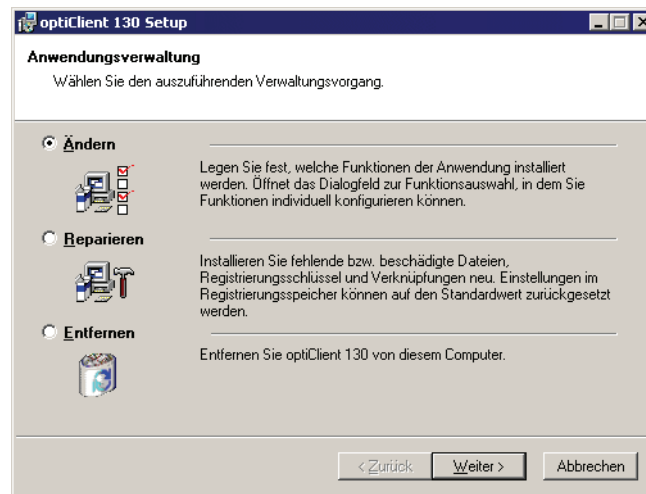 optiClient 130 Setup
Anwendungsverwaltung
Wählen Sie den auszuführenden Verwaltungsvorgang.
Ändern
Legen Sie fest, welche Funktionen der Anwendung installiert
werden. Öffnet das Dialogfeld zur Funktionsauswahl, in dem Sie
Funktionen individuell konfigurieren können.
Reparieren
Installieren Sie fehlende bzw. beschädigte Dateien,
Registrierungsschlüssel und Verknüpfungen neu. Einstellungen im
Registrierungsspeicher können auf den Standardwert zurückgesetzt
werden.
Entfernen
Entfernen Sie optiClient 130 von diesem Computer.
< Zurück Weiter > Abbrechen